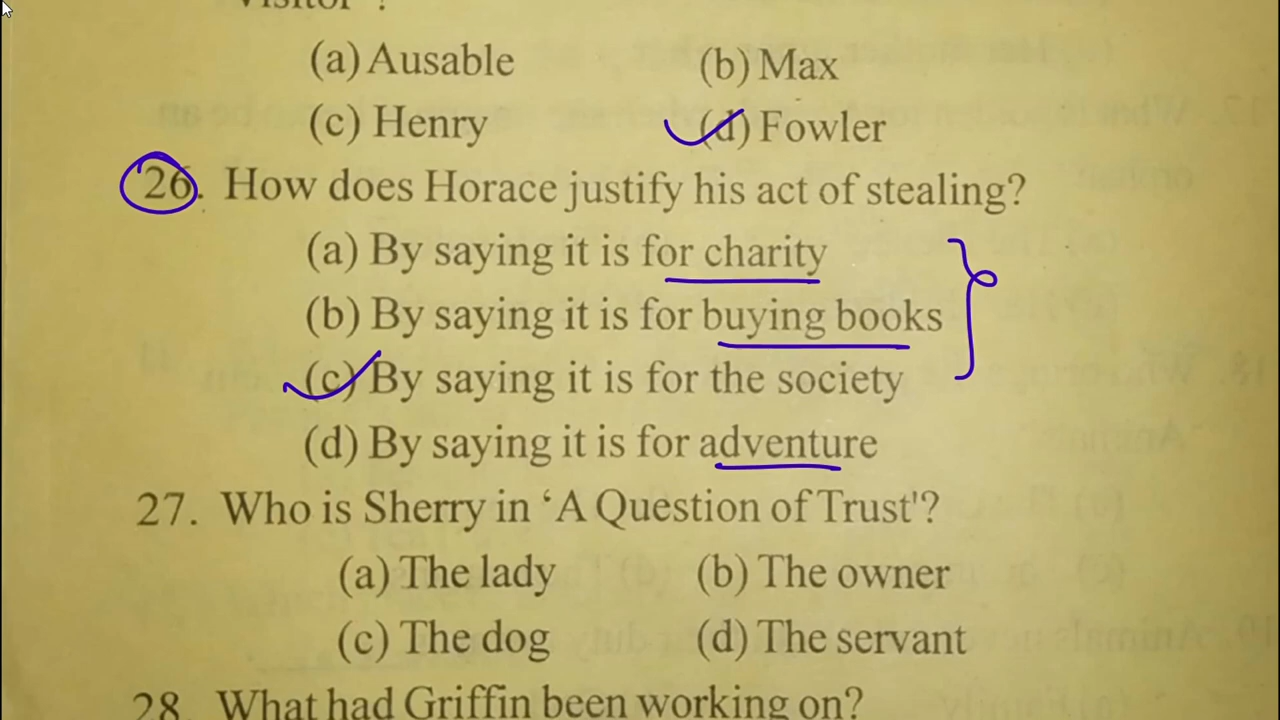 Visitor'?
(a) Ausable (b) Max
(c) Henry (d) Fowler
26. How does Horace justify his act of stealing?
(a) By saying it is for charity
(b) By saying it is for buying books
(c) By saying it is for the society
(d) By saying it is for adventure
27. Who is Sherry in ‘A Question of Trust'?
(a) The lady (b) The owner
(c) The dog (d) The servant
28. What had Griffin been working on?